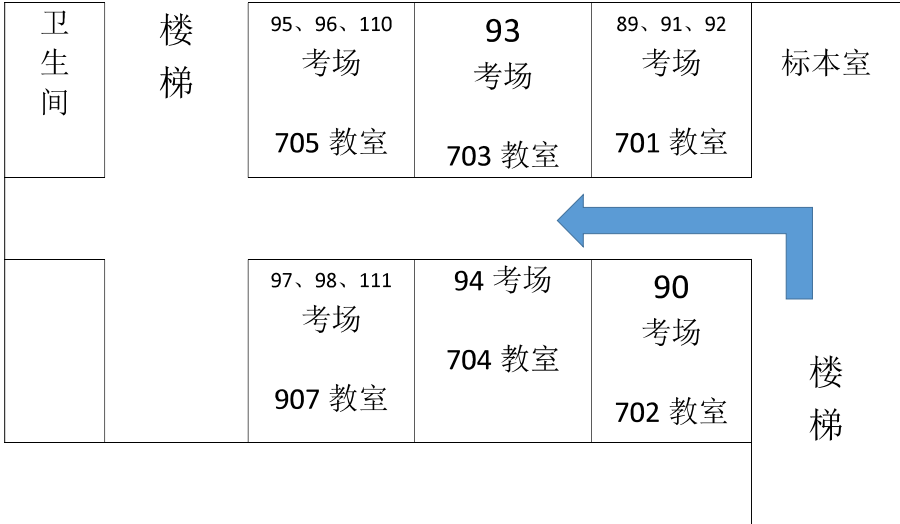 卫生间
楼梯
95、96、110
考场
705 教室
93
考场
703 教室
89、91、92
考场
701 教室
标本室
97、98、111
考场
907 教室
94 考场
704 教室
90
考场
702 教室
楼梯